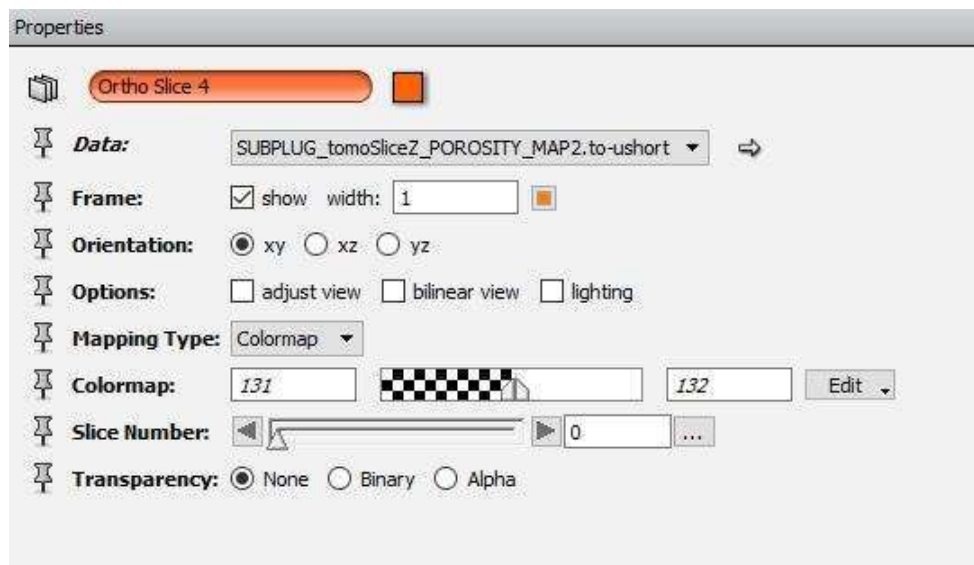 Properties
Ortho Slice 4
Data: SUBPLUG_tomoSliceZ_POROSITY_MAP2.to-ushort
Frame: show width: 1
Orientation: xy xz yz
Options: adjust view bilinear view lighting
Mapping Type: Colormap
Colormap: 131 132 Edit
Slice Number: 0 ...
Transparency: None Binary Alpha